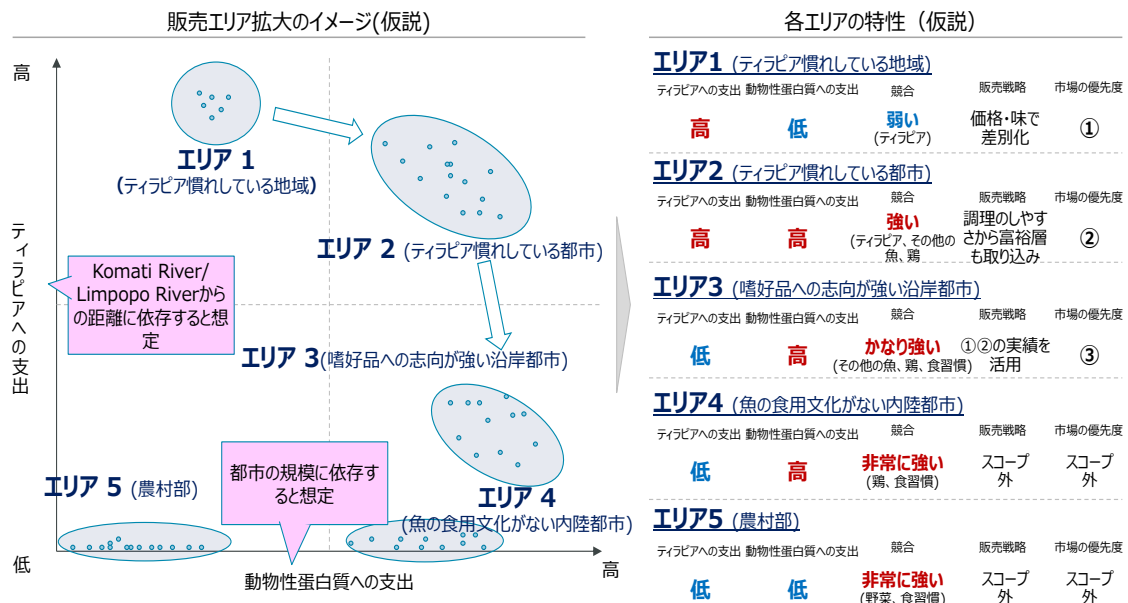 販売エリア拡大のイメージ(仮説)
高
ティラピアへの支出
低
エリア 1
(ティラピア慣れしている地域)
エリア 2 (ティラピア慣れしている都市)
Komati River/
Limpopo Riverから
の距離に依存すると想
定
エリア 3(嗜好品への志向が強い沿岸都市)
都市の規模に依存す
ると想定
エリア 5 (農村部)
エリア 4
(魚の食用文化がない内陸都市)
動物性蛋白質への支出
高
各エリアの特性（仮説）
エリア1 (ティラピア慣れしている地域)
ティラピアへの支出 動物性蛋白質への支出 競合 販売戦略 市場の優先度
高 低 弱い
(ティラピア)
価格・味で
差別化
①
エリア2 (ティラピア慣れしている都市)
ティラピアへの支出 動物性蛋白質への支出 競合 販売戦略 市場の優先度
高 高 強い
(ティラピア、その他の
魚、鶏)
調理のしやす
さから富裕層
も取り込み
②
エリア3 (嗜好品への志向が強い沿岸都市)
ティラピアへの支出 動物性蛋白質への支出 競合 販売戦略 市場の優先度
低 高 かなり強い
(その他の魚、鶏、食習慣)
①②の実績を
活用
③
エリア4 (魚の食用文化がない内陸都市)
ティラピアへの支出 動物性蛋白質への支出 競合 販売戦略 市場の優先度
低 高 非常に強い
(鶏、食習慣)
スコープ
外
スコープ
外
エリア5 (農村部)
ティラピアへの支出 動物性蛋白質への支出 競合 販売戦略 市場の優先度
低 低 非常に強い
(野菜、食習慣)
スコープ
外
スコープ
外